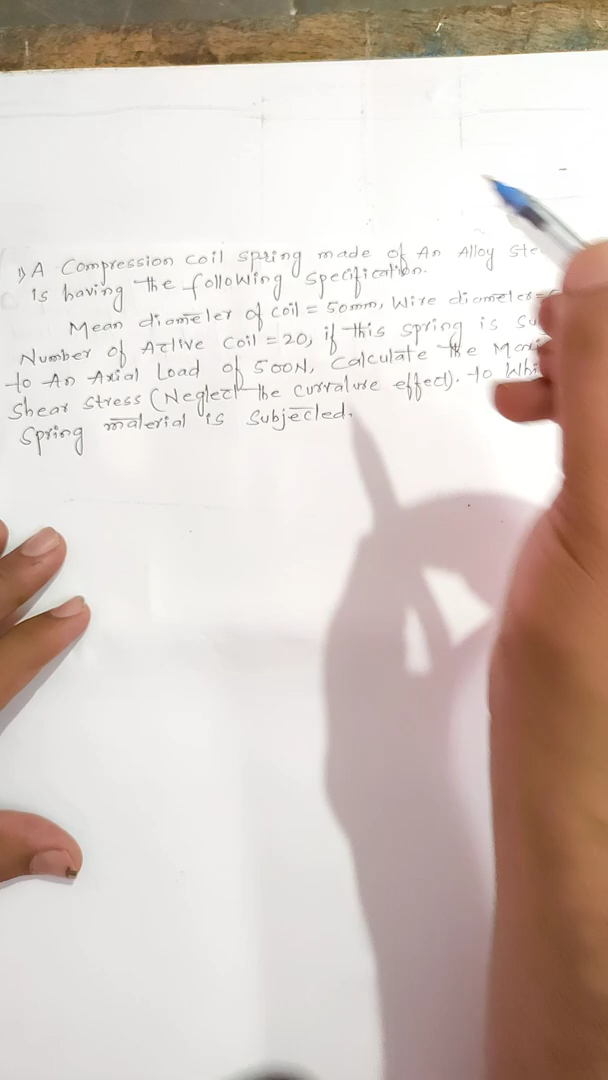 1) A Compression coil spring made of An Alloy
is having the following specification.
Mean diameter of coil = 50mm, Wire diameter =
Number of Active coil = 20, if this spring is
to An Axial Load of 500N, Calculate the
Shear stress (Neglect the curvature effect). to
Spring material is subjected.